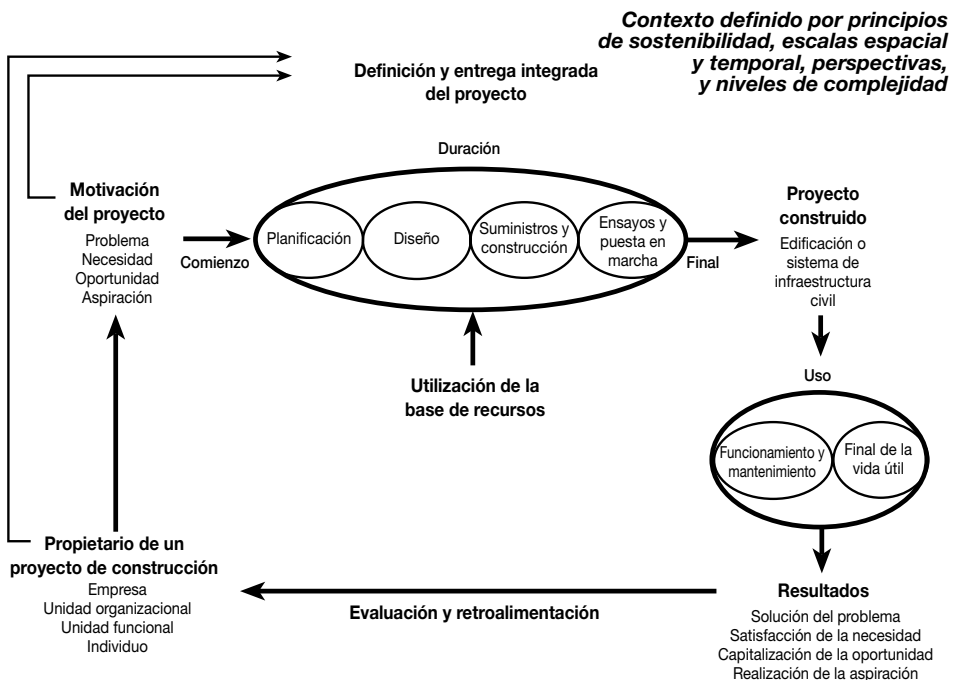 Contexto definido por principios
de sostenibilidad, escalas espacial
y temporal, perspectivas,
y niveles de complejidad
Definición y entrega integrada
del proyecto
Duración
Motivación
del proyecto
Problema
Necesidad
Oportunidad
Aspiración
Comienzo
Planificación
Diseño
Suministros y
construcción
Ensayos y
puesta en
marcha
Final
Proyecto
construido
Edificación o
sistema de
infraestructura
civil
Utilización de la
base de recursos
Uso
Funcionamiento y
mantenimiento
Final de la
vida útil
Propietario de un
proyecto de construcción
Empresa
Unidad organizacional
Unidad funcional
Individuo
Evaluación y retroalimentación
Resultados
Solución del problema
Satisfacción de la necesidad
Capitalización de la oportunidad
Realización de la aspiración